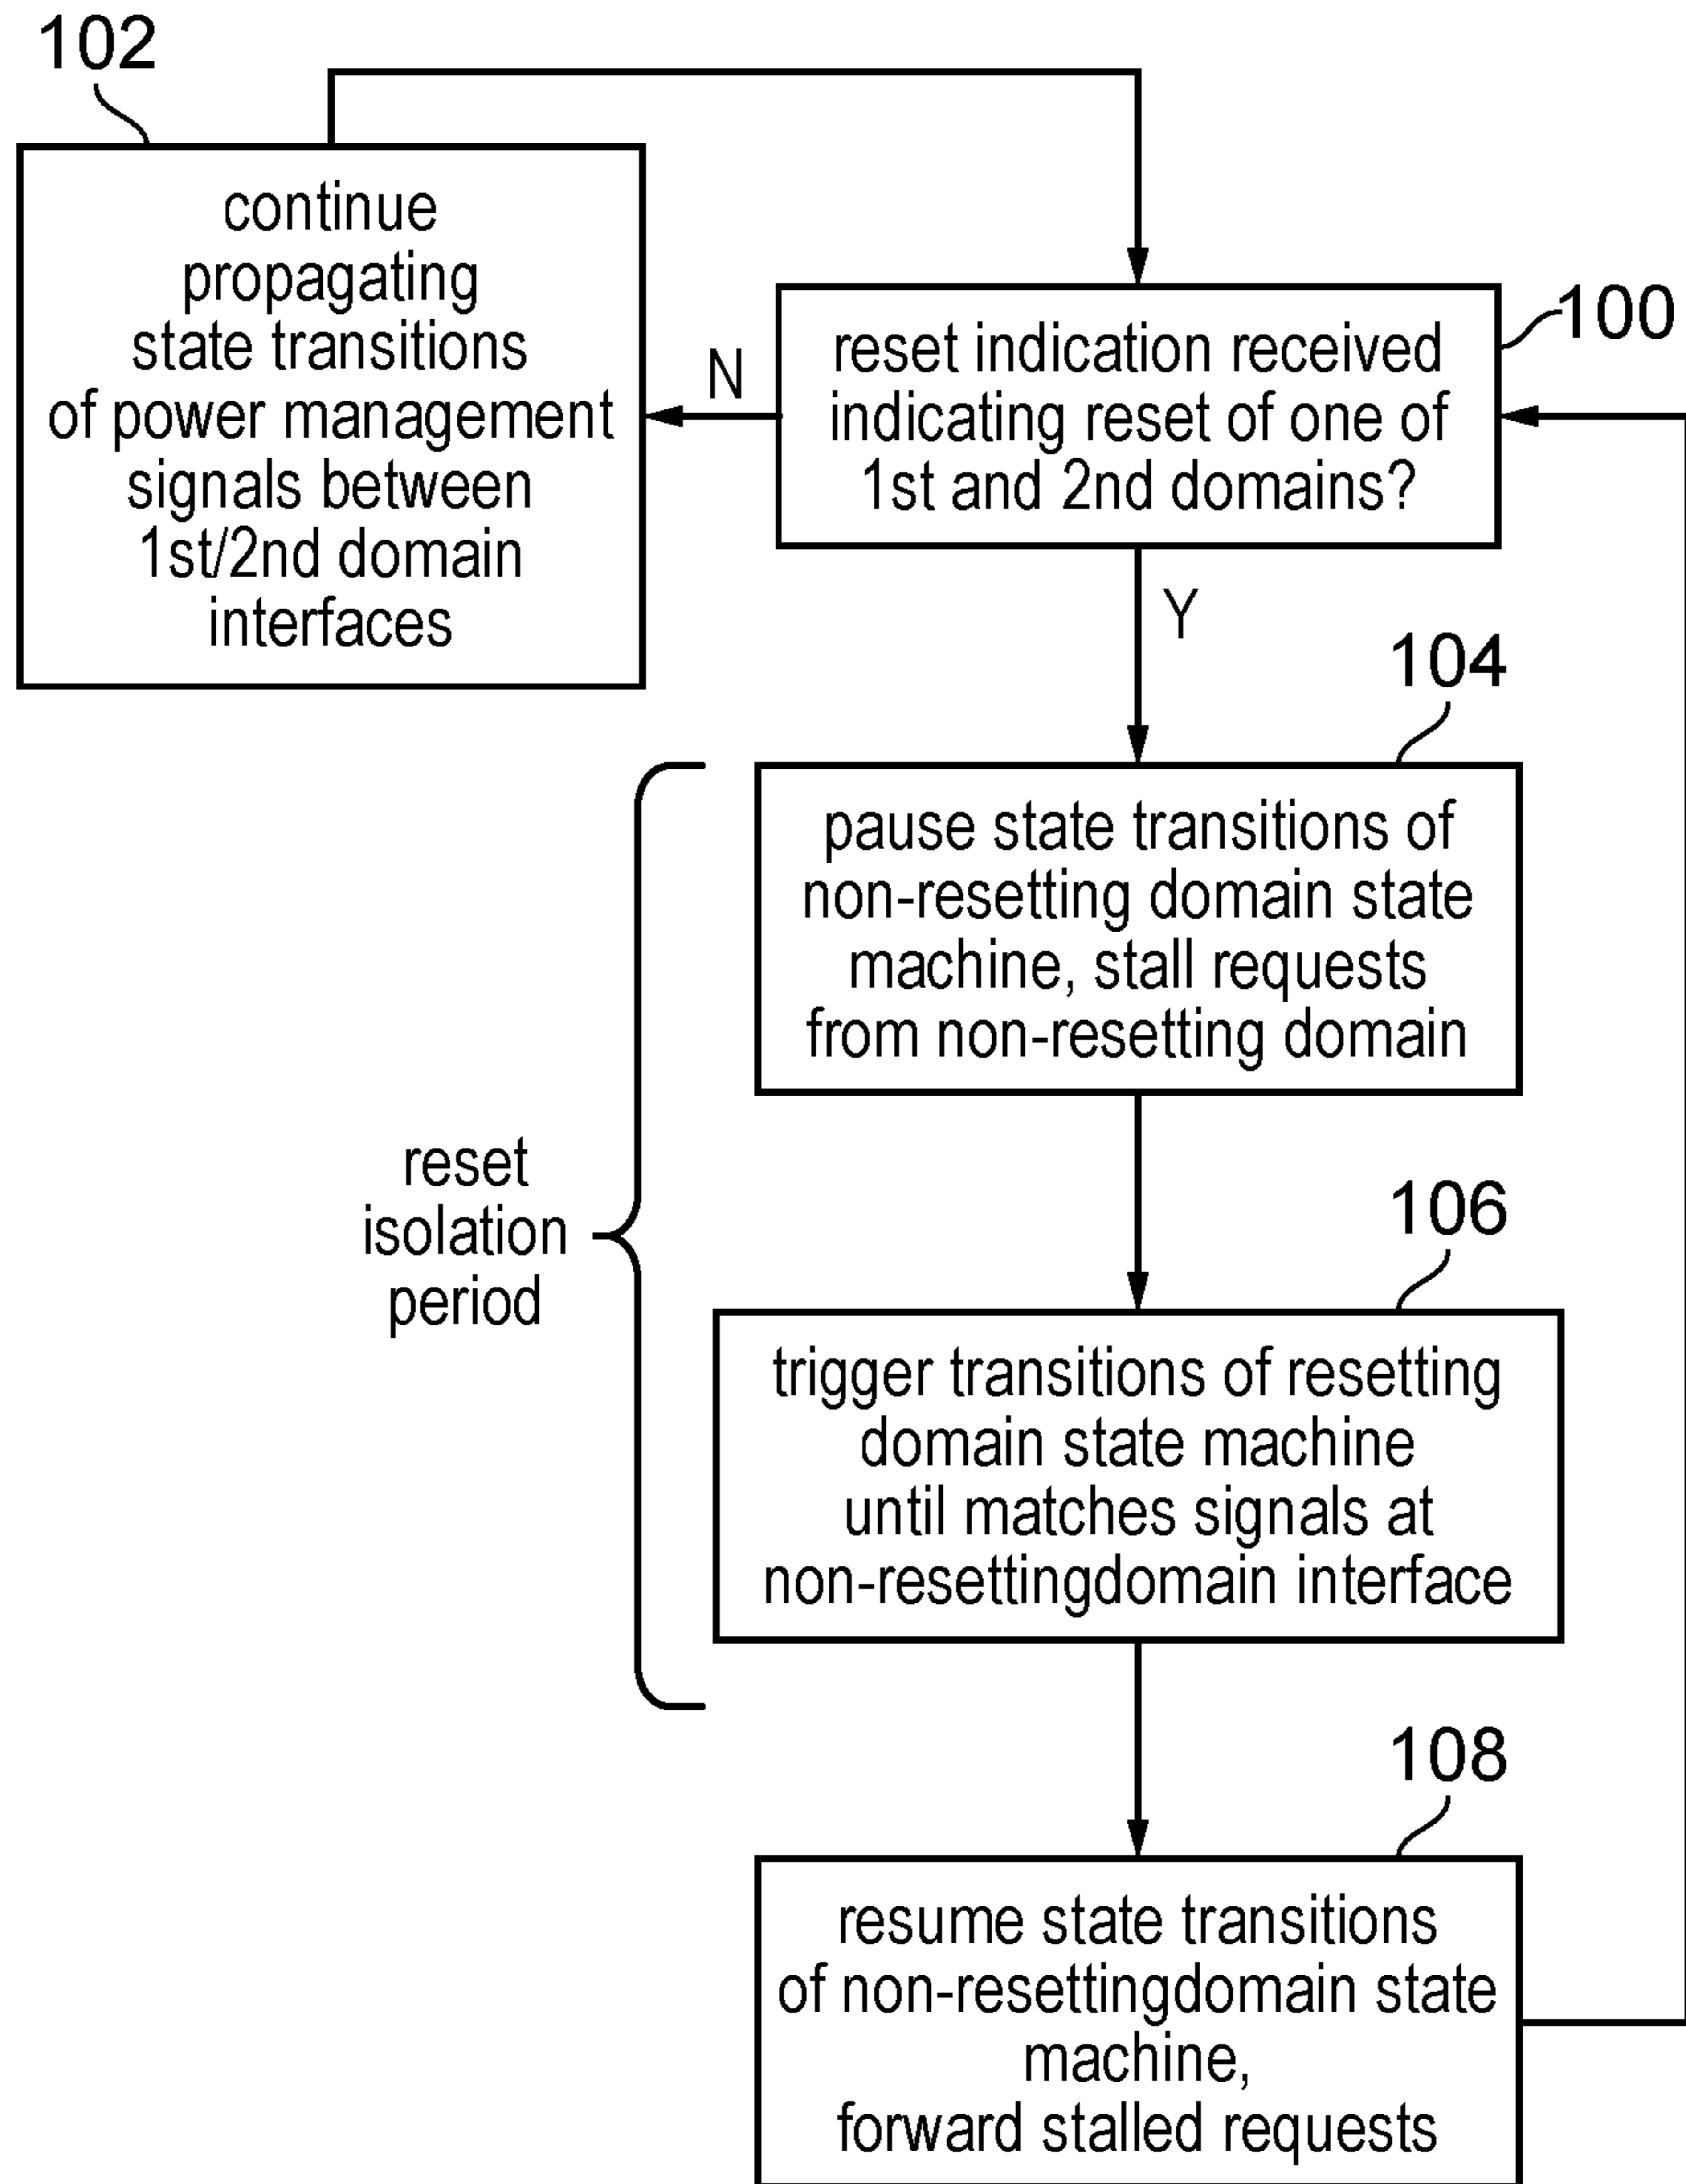 102
continue
propagating
state transitions
of power management
signals between
1st/2nd domain
interfaces
N
100
reset indication received
indicating reset of one of
1st and 2nd domains?
Y
104
pause state transitions of
non-resetting domain state
machine, stall requests
from non-resetting domain
reset
isolation
period
106
trigger transitions of resetting
domain state machine
until matches signals at
non-resettingdomain interface
108
resume state transitions
of non-resettingdomain state
machine,
forward stalled requests